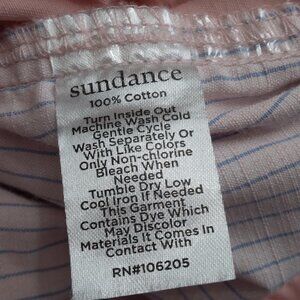 sundance
100% Cotton
Turn Inside Out
Machine Wash Cold
Gentle Cycle
Wash Separately Or
With Like Colors
Only Non-chlorine
Bleach When
Needed
Tumble Dry Low
Cool Iron if Needed
This Garment
Contains Dye Which
May Discolor
Materials It Comes In
Contact With
RN#106205